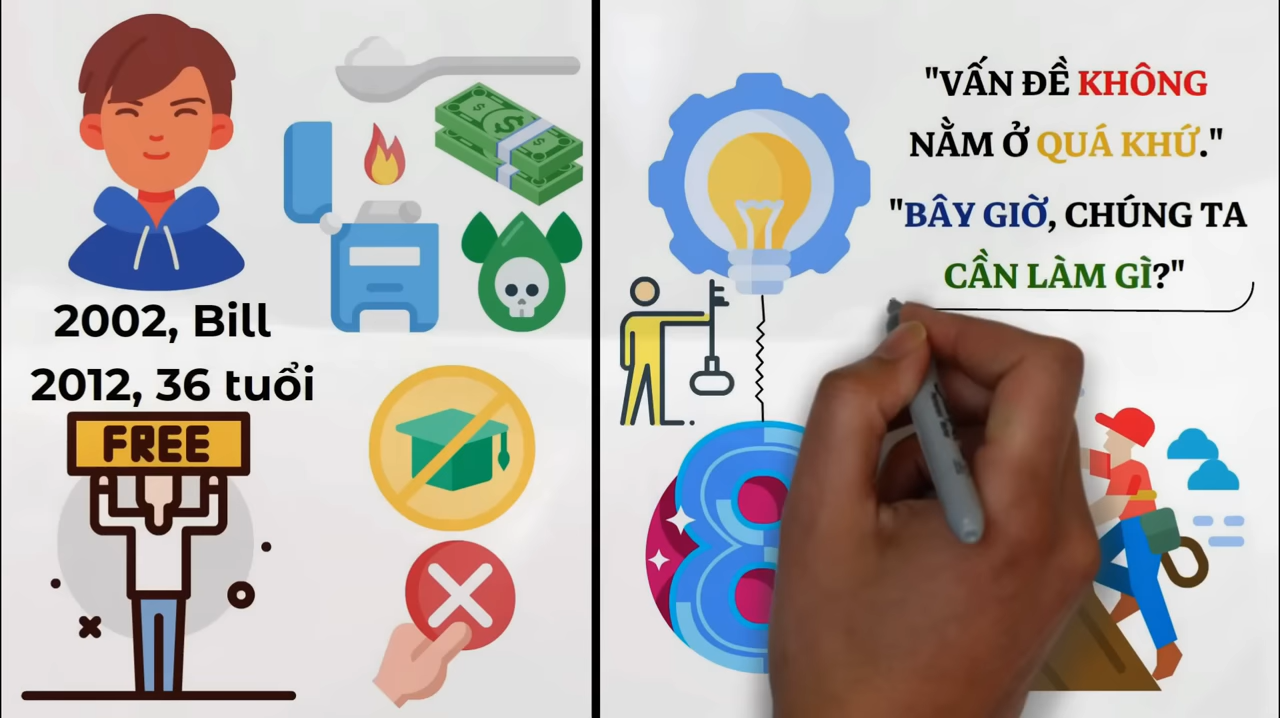 2002, Bill
2012, 36 tuổi
FREE
"VẤN ĐỀ KHÔNG
NẰM Ở QUÁ KHỨ."
"BÂY GIỜ, CHÚNG TA
CẦN LÀM GÌ?"
8